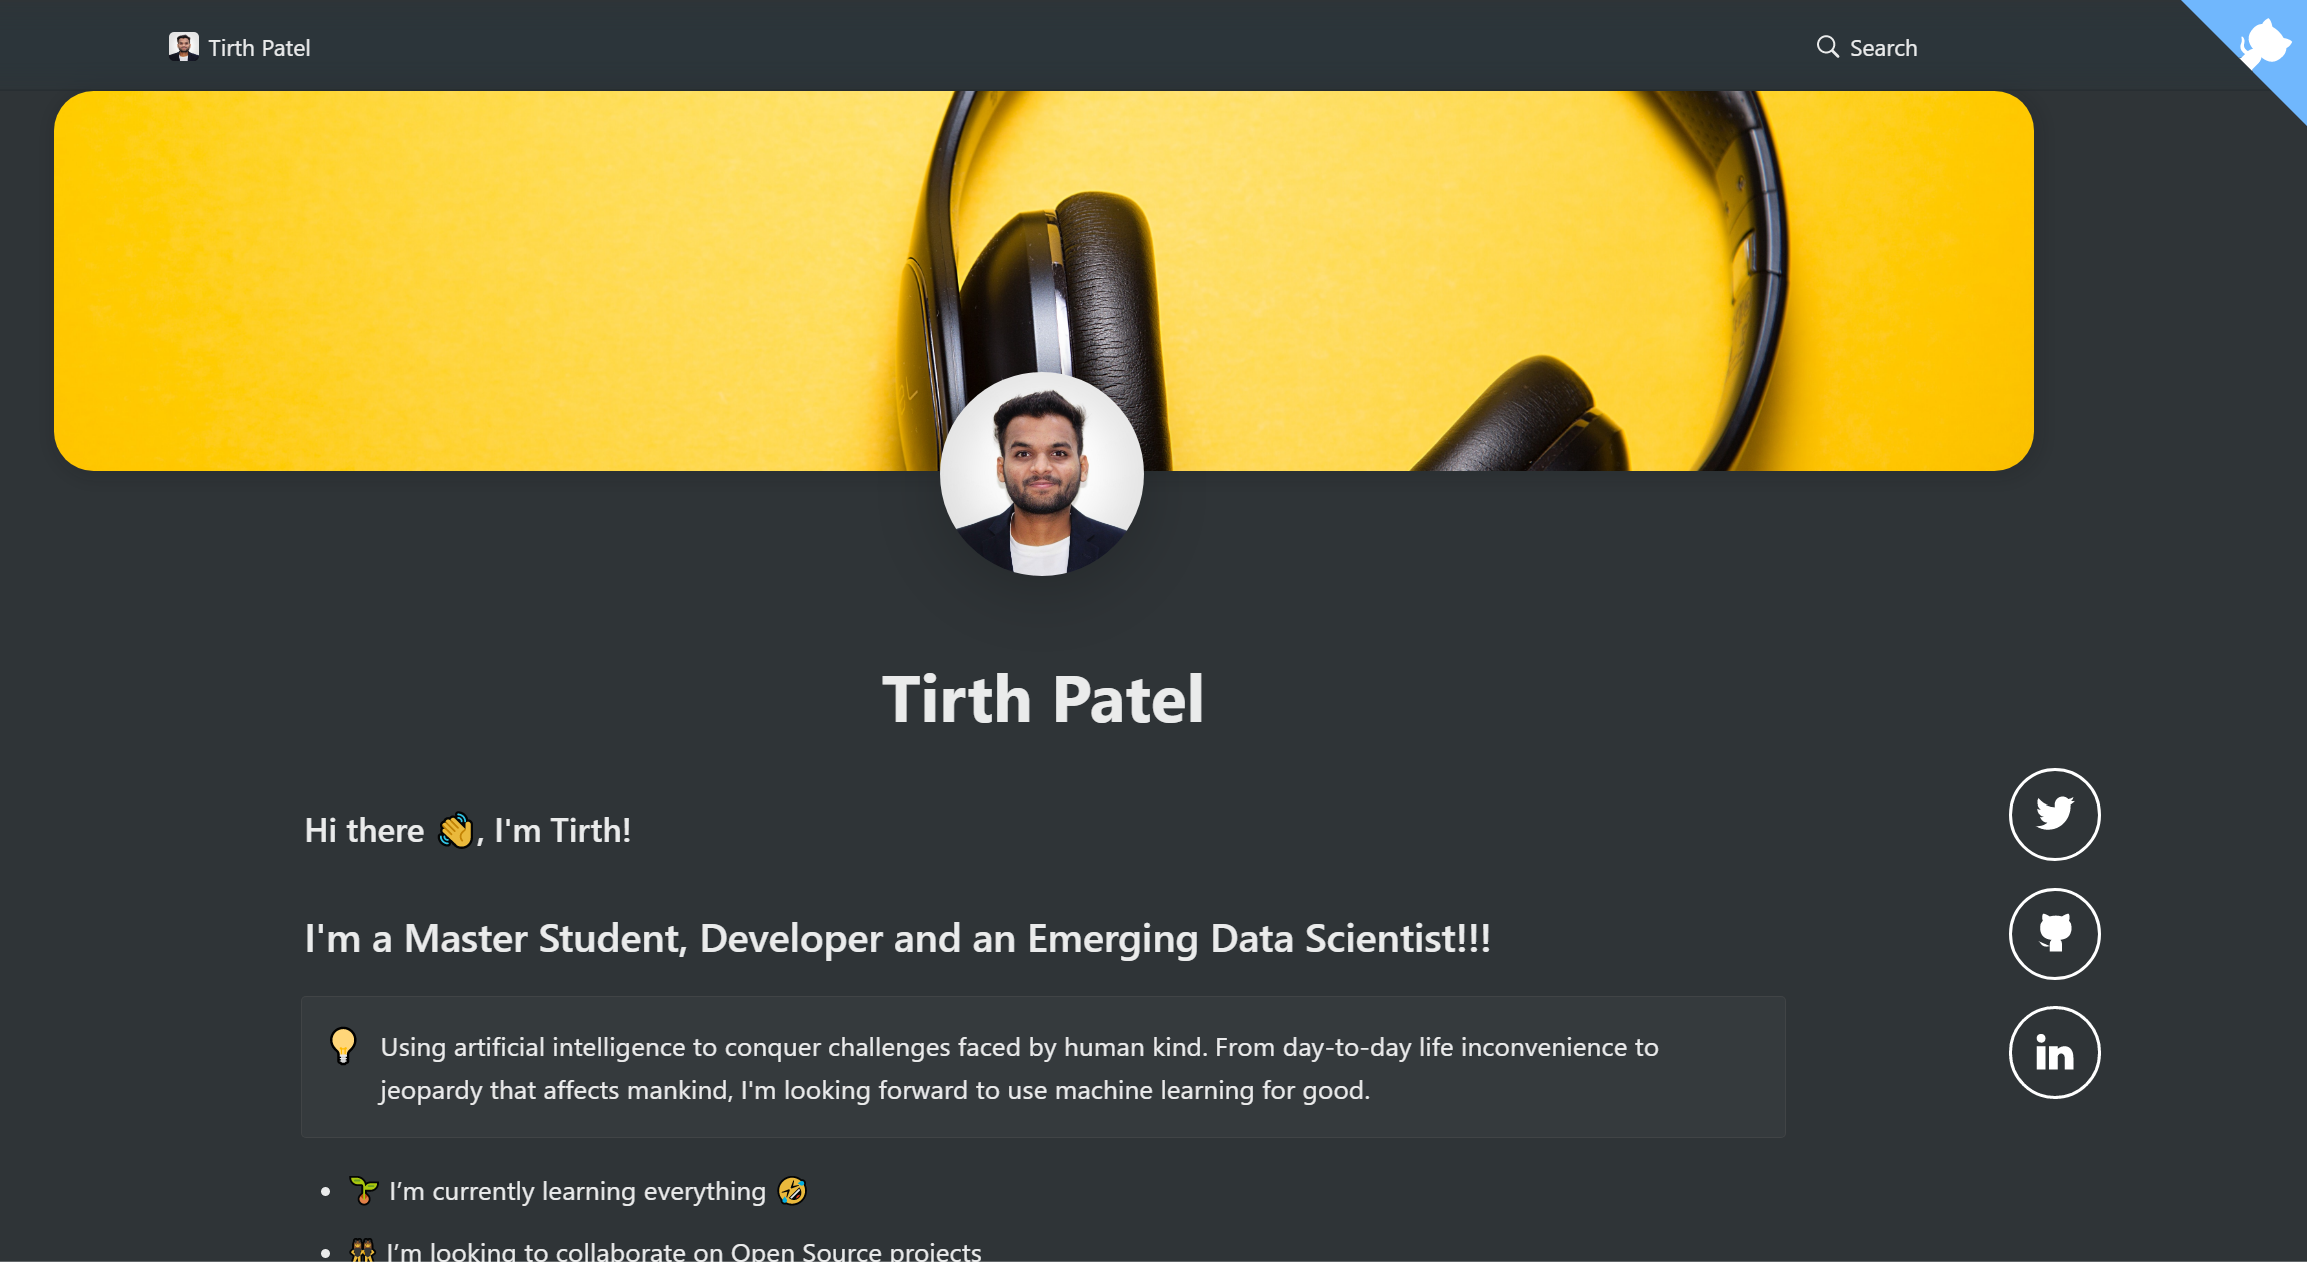 Tirth Patel
Search
Tirth Patel
Hi there 👋, I'm Tirth!
I'm a Master Student, Developer and an Emerging Data Scientist!!!
💡 Using artificial intelligence to conquer challenges faced by human kind. From day-to-day life inconvenience to
jeopardy that affects mankind, I'm looking forward to use machine learning for good.
• 🌱 I’m currently learning everything 🤣
• 👯 I’m looking to collaborate on Open Source projects